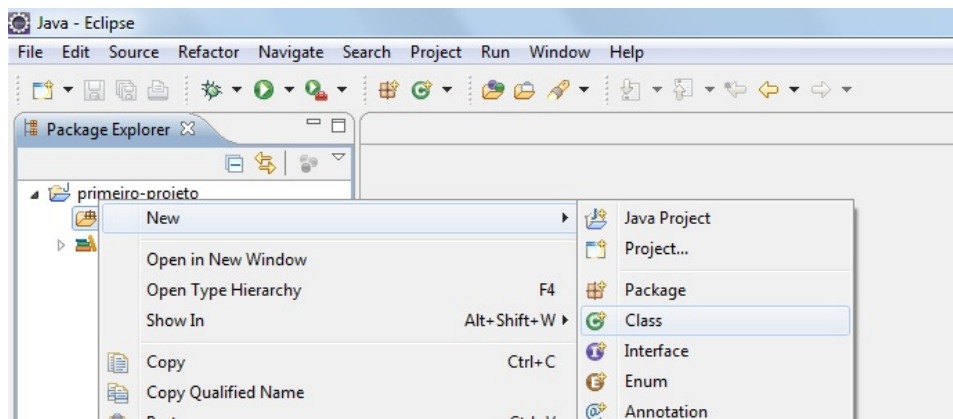 Java - Eclipse
File Edit Source Refactor Navigate Search Project Run Window Help
Package Explorer
primeiro-projeto
New
Open in New Window
Open Type Hierarchy F4
Show In Alt+Shift+W
Copy Ctrl+C
Copy Qualified Name
Java Project
Project...
Package
Class
Interface
Enum
Annotation